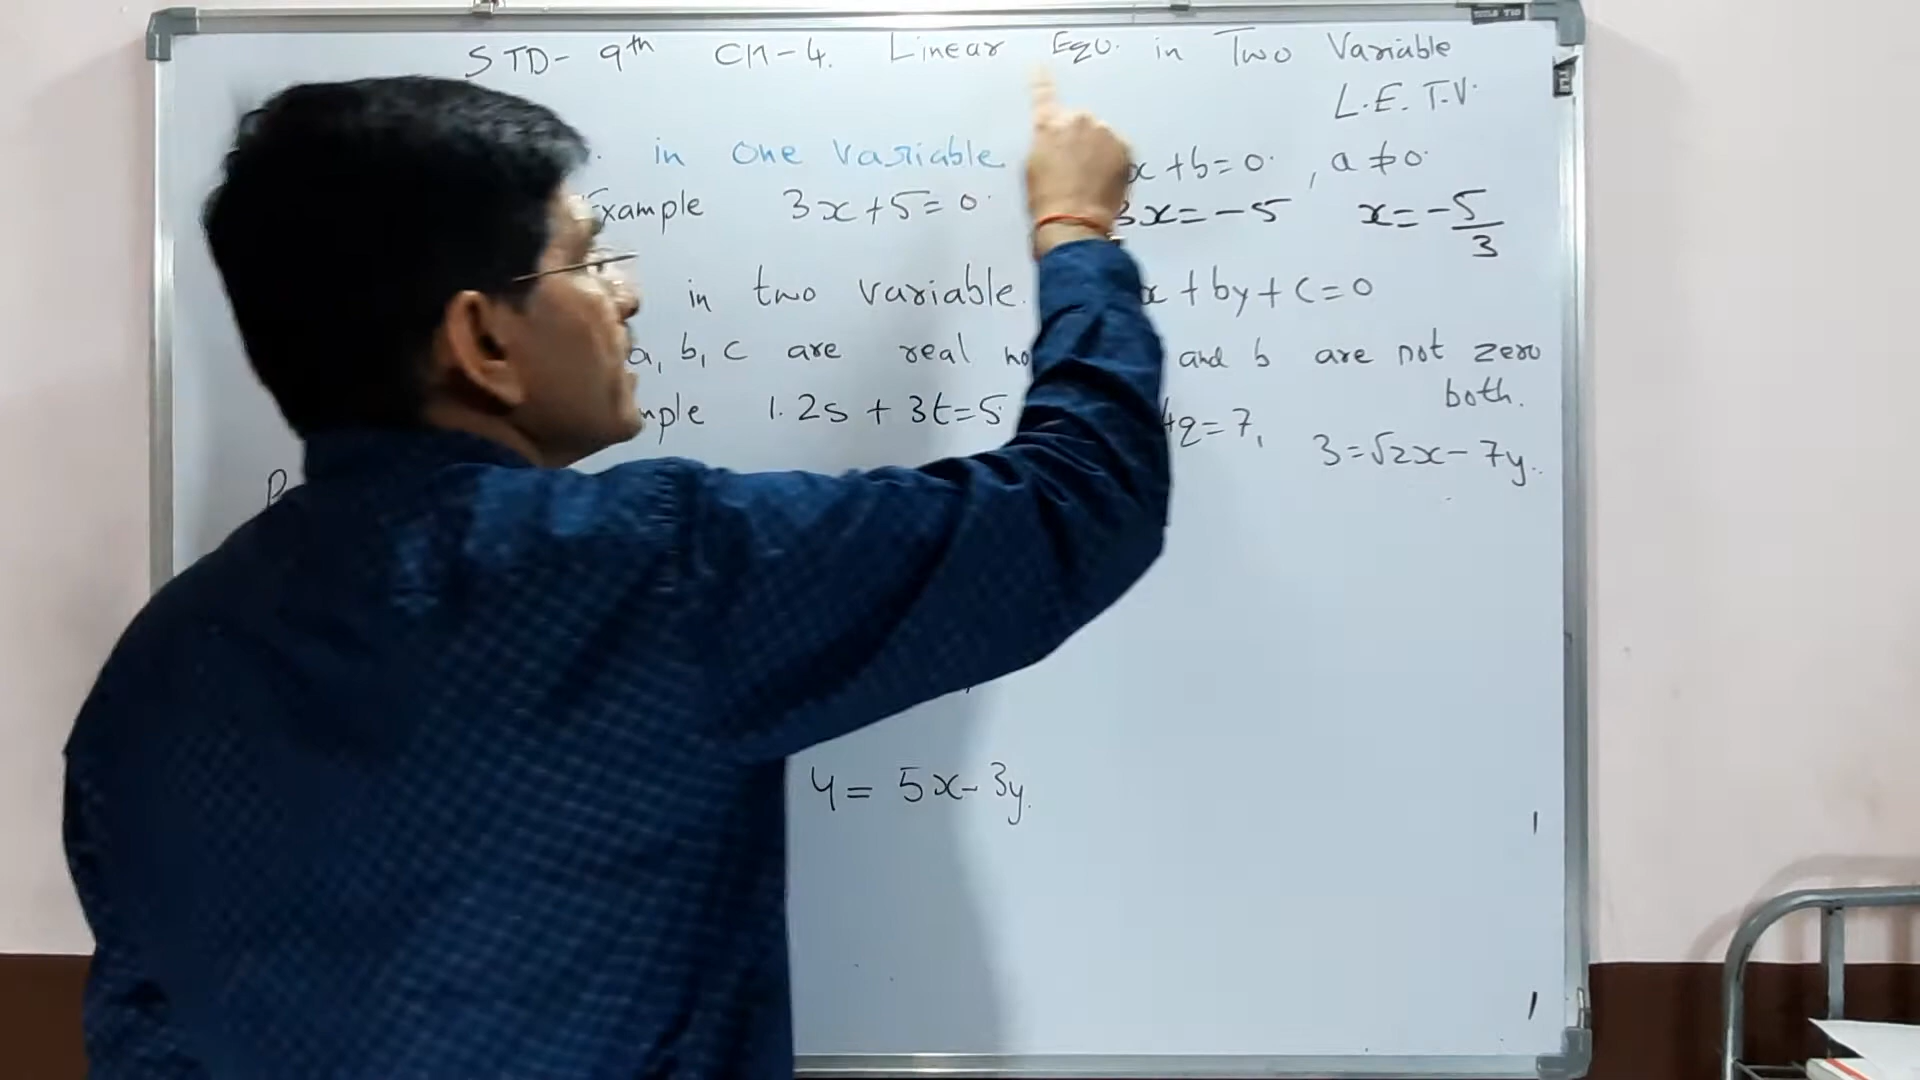 STD- 9th CH-4. Linear Equ. in Two Variable
L.E. T.V.
in one variable x + b = 0. , a ≠ 0.
Example 3x + 5 = 0. 3x = -5 x = -5/3
in two variable. x + by + c = 0
a, b, c are real no and b are not zero
both.
1.2s + 3t = 5 4q = 7, 3 = √2x - 7y..
4 = 5x - 3y.